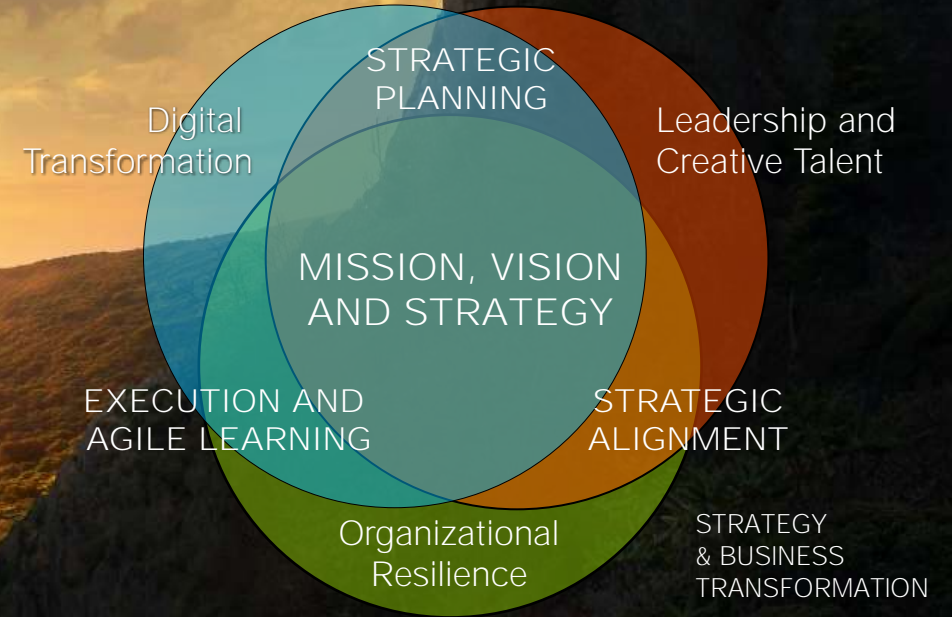 STRATEGIC
PLANNING
Digital
Transformation
Leadership and
Creative Talent
MISSION, VISION
AND STRATEGY
EXECUTION AND
AGILE LEARNING
STRATEGIC
ALIGNMENT
Organizational
Resilience
STRATEGY
& BUSINESS
TRANSFORMATION